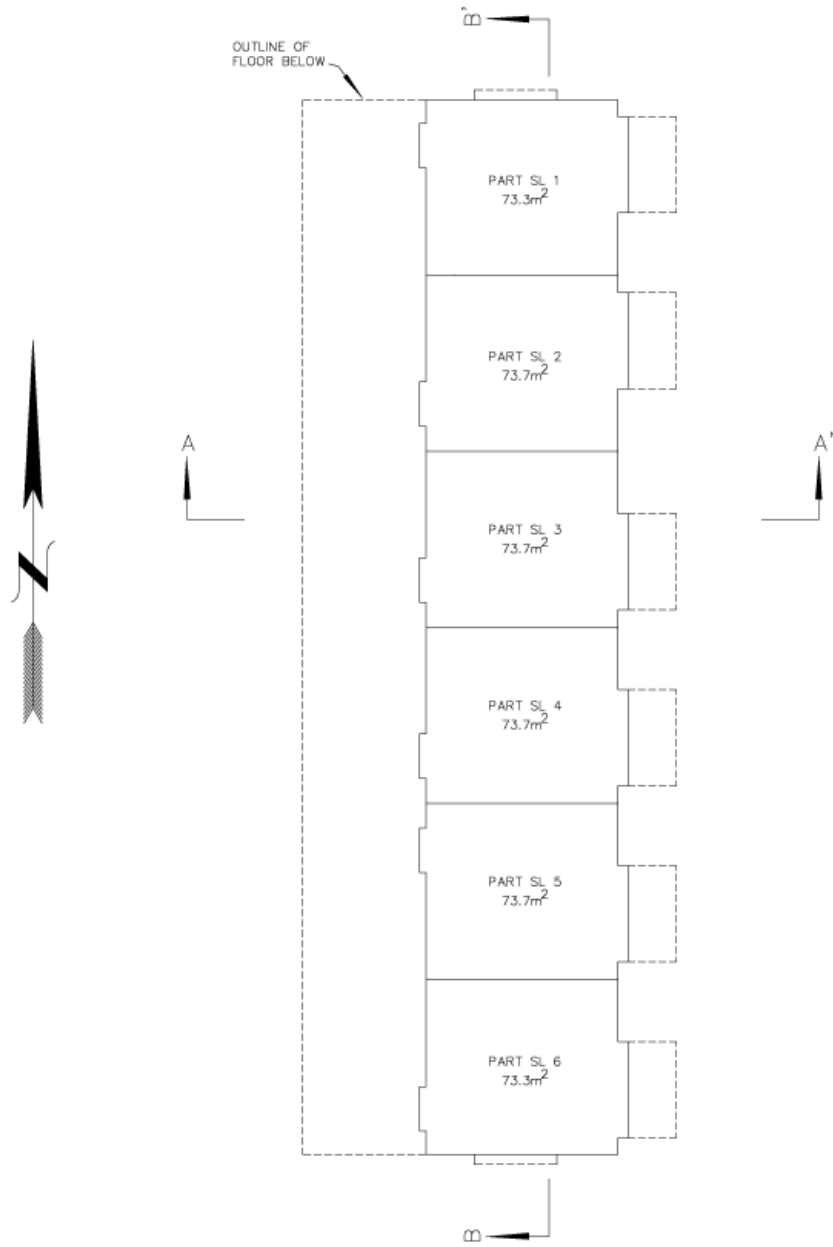 B'
OUTLINE OF
FLOOR BELOW
PART SL 1
73.3m²
PART SL 2
73.7m²
A
A'
PART SL 3
73.7m²
N
PART SL 4
73.7m²
PART SL 5
73.7m²
PART SL 6
73.3m²
B